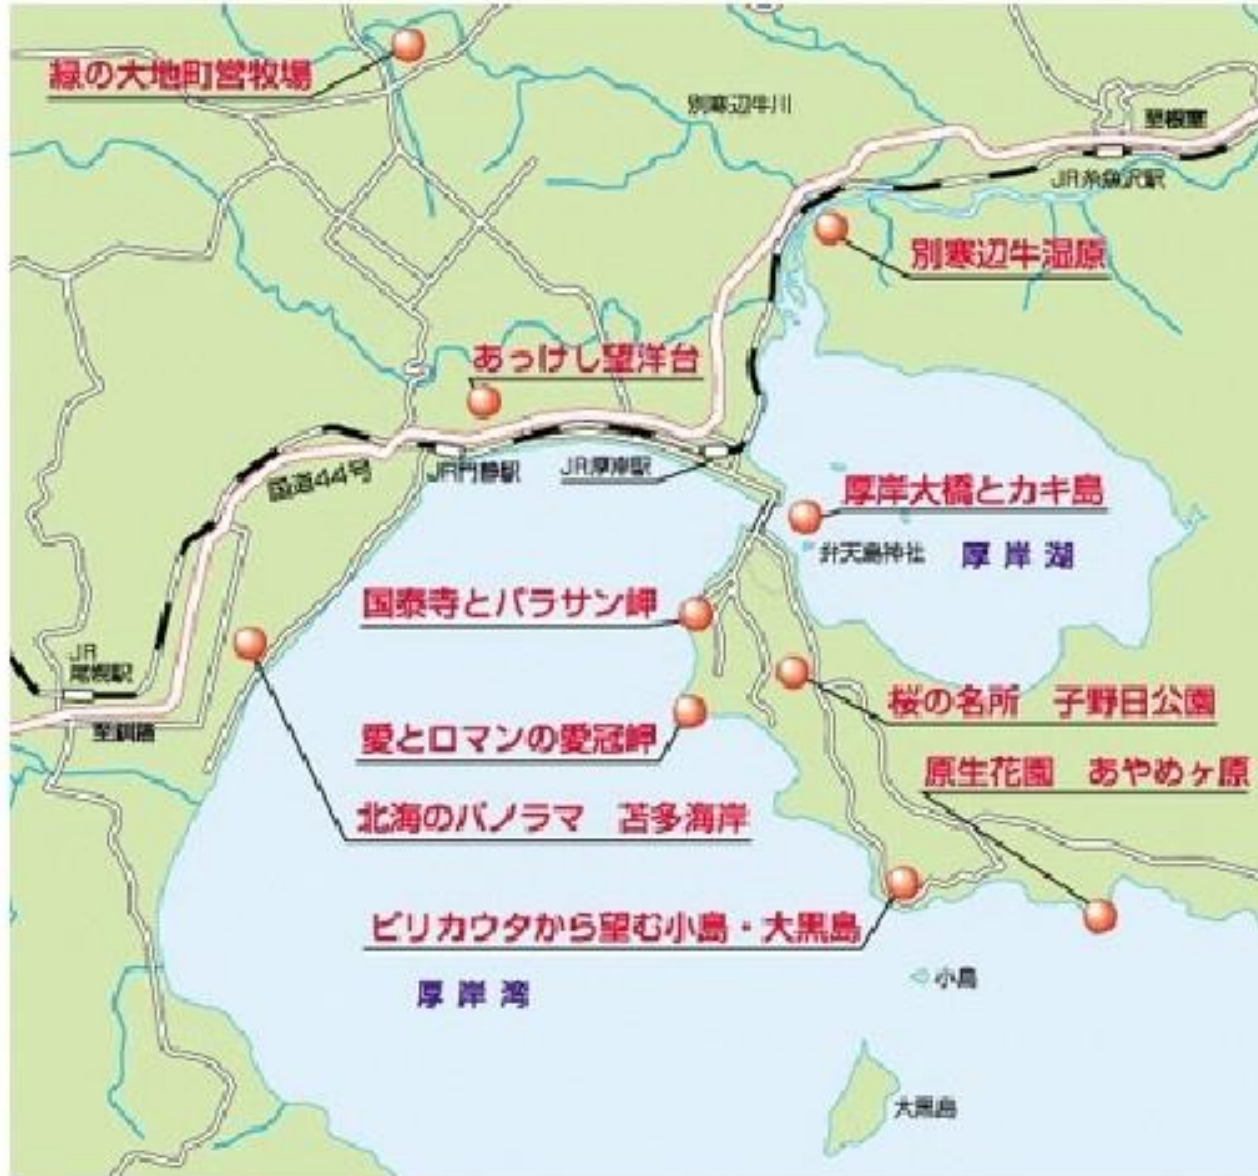 緑の大地町営牧場
別寒辺牛川
至根室
JR糸魚沢駅
別寒辺牛湿原
あっけし望洋台
国道44号
JR門静駅
JR厚岸駅
厚岸大橋とカキ島
弁天島神社
厚岸湖
国泰寺とバラサン岬
JR
尾幌駅
至釧路
桜の名所　子野日公園
愛とロマンの愛冠岬
原生花園　あやめヶ原
北海のパノラマ　苫多海岸
ピリカウタから望む小島・大黒島
小島
厚岸湾
大黒島